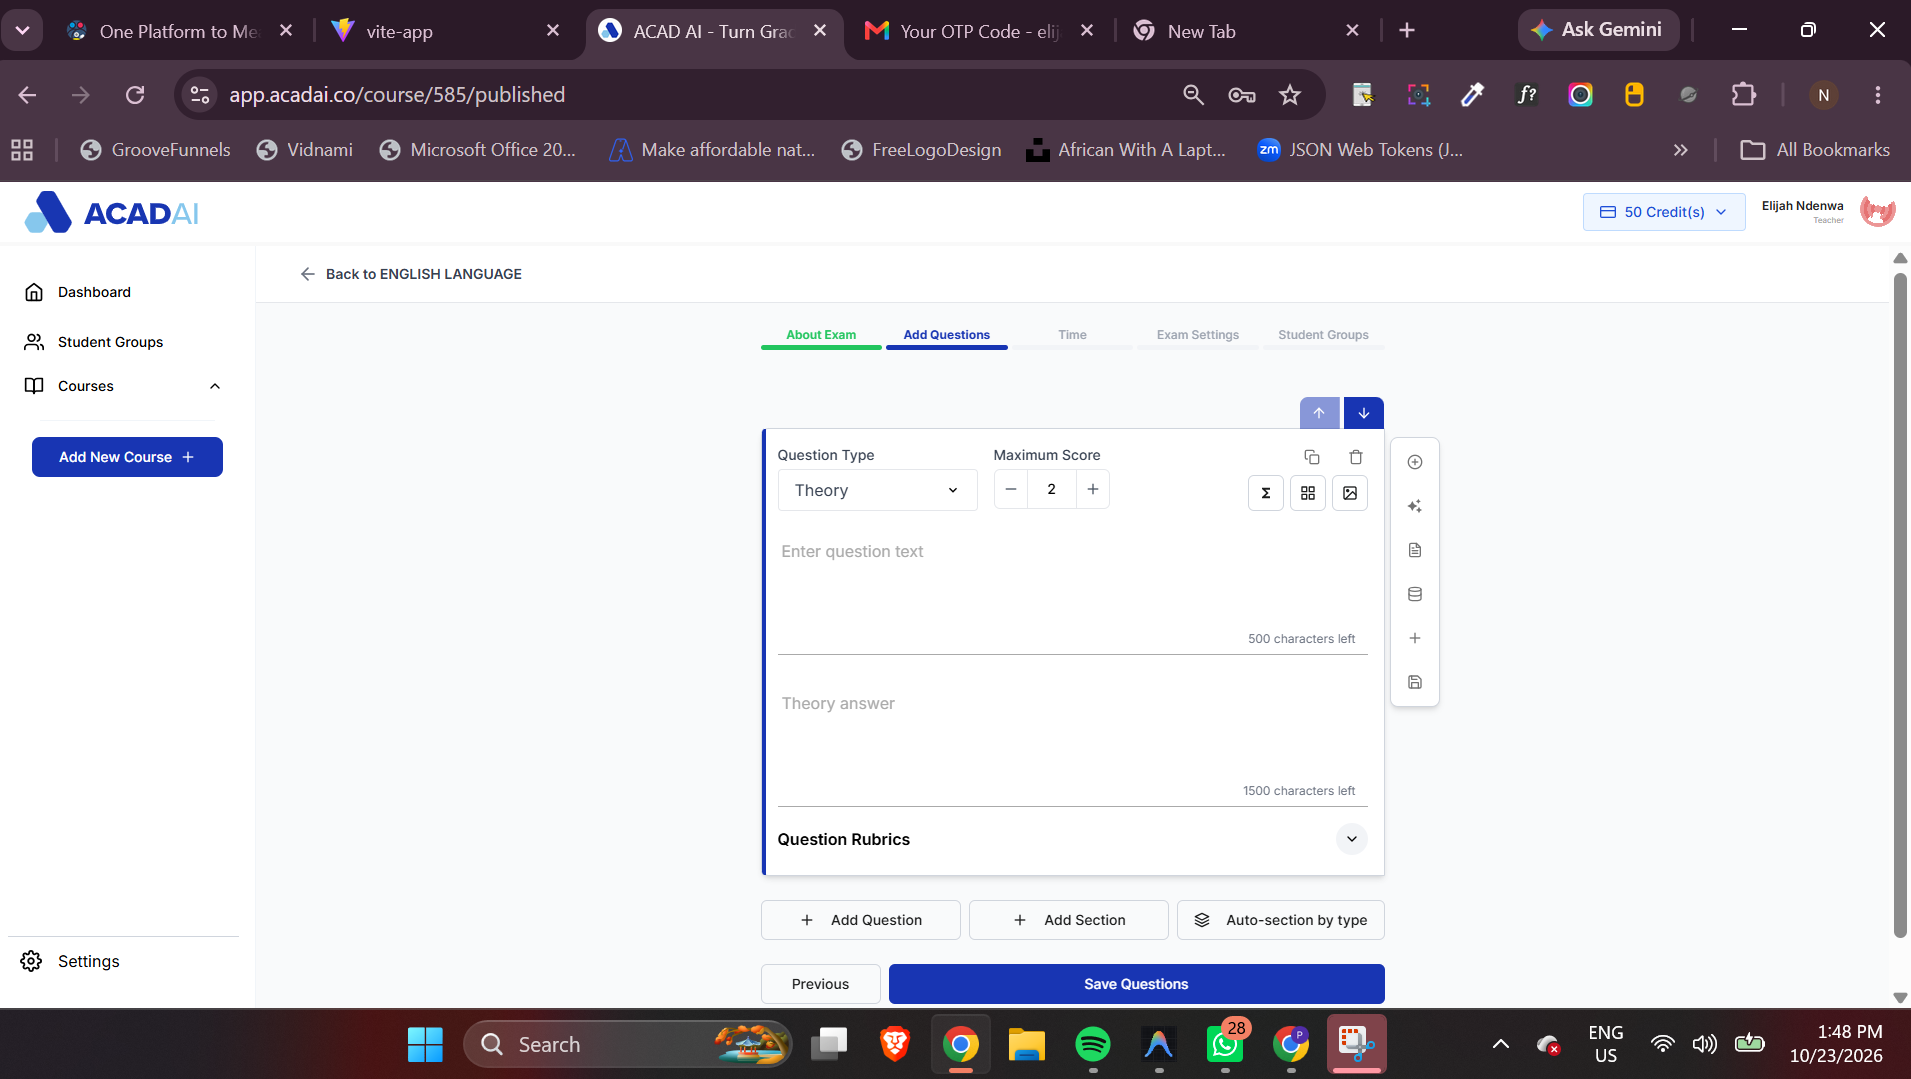 One Platform to Me
vite-app
ACAD AI - Turn Grac
Your OTP Code - elij
New Tab
Ask Gemini
app.acadai.co/course/585/published
N
GrooveFunnels
Vidnami
Microsoft Office 20...
Make affordable nat...
FreeLogoDesign
African With A Lapt...
zm
JSON Web Tokens (J...
All Bookmarks
ACADAI
50 Credit(s)
Elijah Ndenwa
Teacher
Dashboard
Student Groups
Courses
Add New Course +
Settings
Back to ENGLISH LANGUAGE
About Exam
Add Questions
Time
Exam Settings
Student Groups
Question Type
Maximum Score
Theory
− 2 +
Σ
Enter question text
500 characters left
Theory answer
1500 characters left
Question Rubrics
+ Add Question
+ Add Section
Auto-section by type
Previous
Save Questions
Search
28
P
ENG
US
1:48 PM
10/23/2026